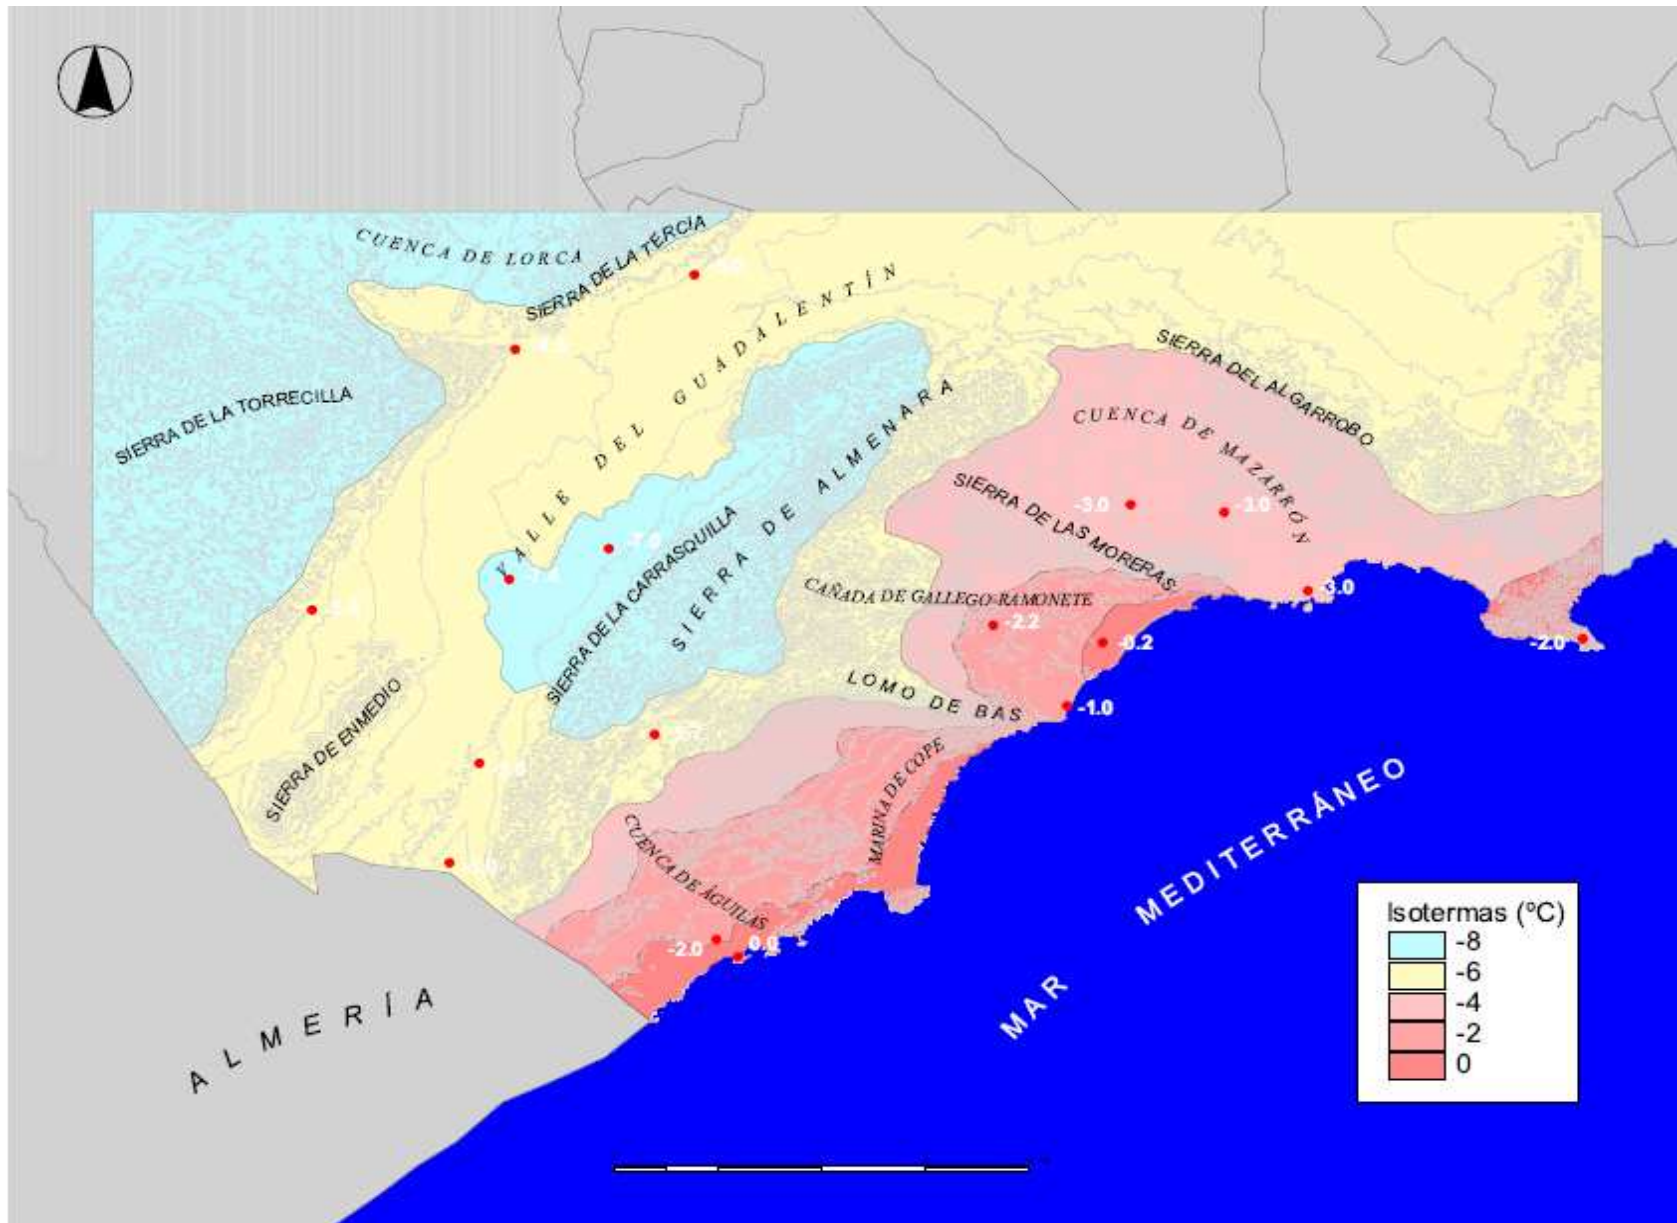 CUENCA DE LORCA
SIERRA DE LA TERCIA
VALLE DEL GUADALENTÍN
SIERRA DE LA TORRECILLA
SIERRA DEL ALGARROBO
CUENCA DE MAZARRÓN
SIERRA DE ALMENARA
SIERRA DE LAS MORERAS
-3.0
-3.0
SIERRA DE LA CARRASQUILLA
CAÑADA DE GALLEGO-RAMONETE
3.0
-2.2
-0.2
-2.0
LOMO DE BAS
-1.0
SIERRA DE ENMEDIO
MARINA DE COPE
CUENCA DE ÁGUILAS
-2.0
0.0
MAR MEDITERRÁNEO
ALMERÍA
Isotermas (ºC)
-8
-6
-4
-2
0